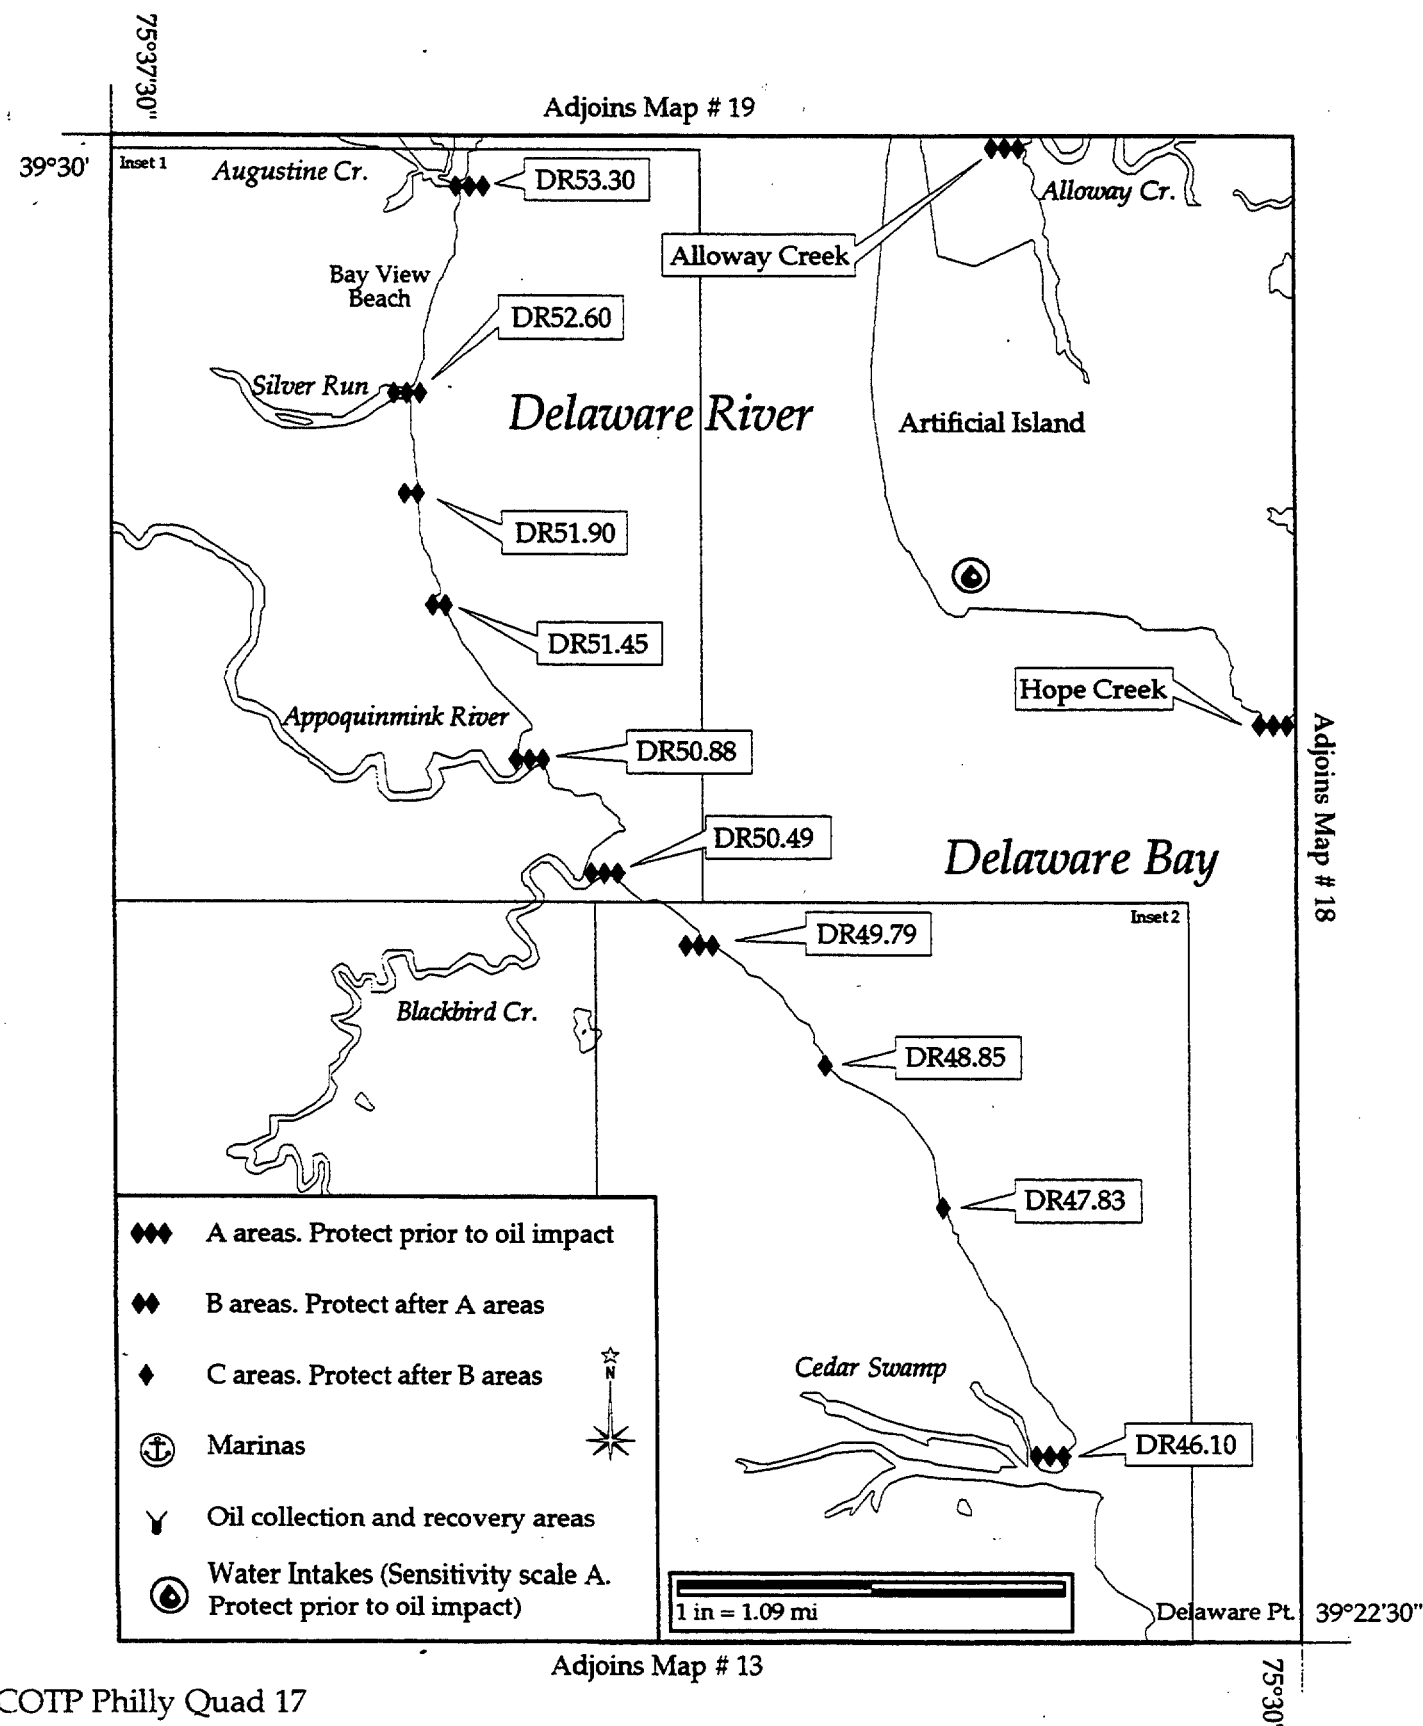 75°37'30"
Adjoins Map # 19
39°30'
Inset 1
Augustine Cr.
DR53.30
Alloway Cr.
Alloway Creek
Bay View
Beach
DR52.60
Silver Run
Delaware River
Artificial Island
DR51.90
DR51.45
Hope Creek
Appoquinmink River
DR50.88
Adjoins Map # 18
DR50.49
Delaware Bay
Inset 2
DR49.79
Blackbird Cr.
DR48.85
DR47.83
A areas. Protect prior to oil impact
B areas. Protect after A areas
C areas. Protect after B areas
N
Cedar Swamp
DR46.10
Marinas
Oil collection and recovery areas
Water Intakes (Sensitivity scale A.
Protect prior to oil impact)
1 in = 1.09 mi
Delaware Pt.
39°22'30"
Adjoins Map # 13
75°30'
COTP Philly Quad 17